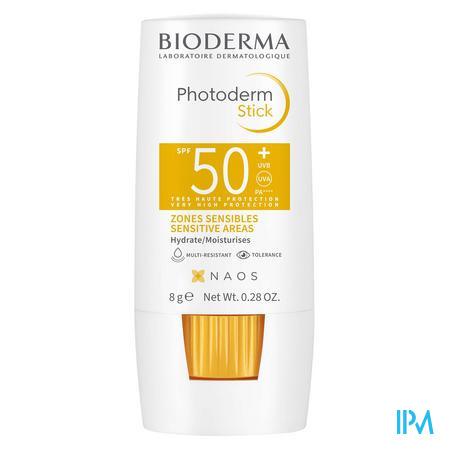 BIODERMA
LABORATOIRE DERMATOLOGIQUE
Photoderm
Stick
SPF 50+
UVB
UVA
PA++++
TRES HAUTE PROTECTION
VERY HIGH PROTECTION
ZONES SENSIBLES
SENSITIVE AREAS
Hydrate/Moisturises
MULTI-RESISTANT TOLERANCE
NAOS
8 g℮ Net Wt. 0.28 OZ.
IPM